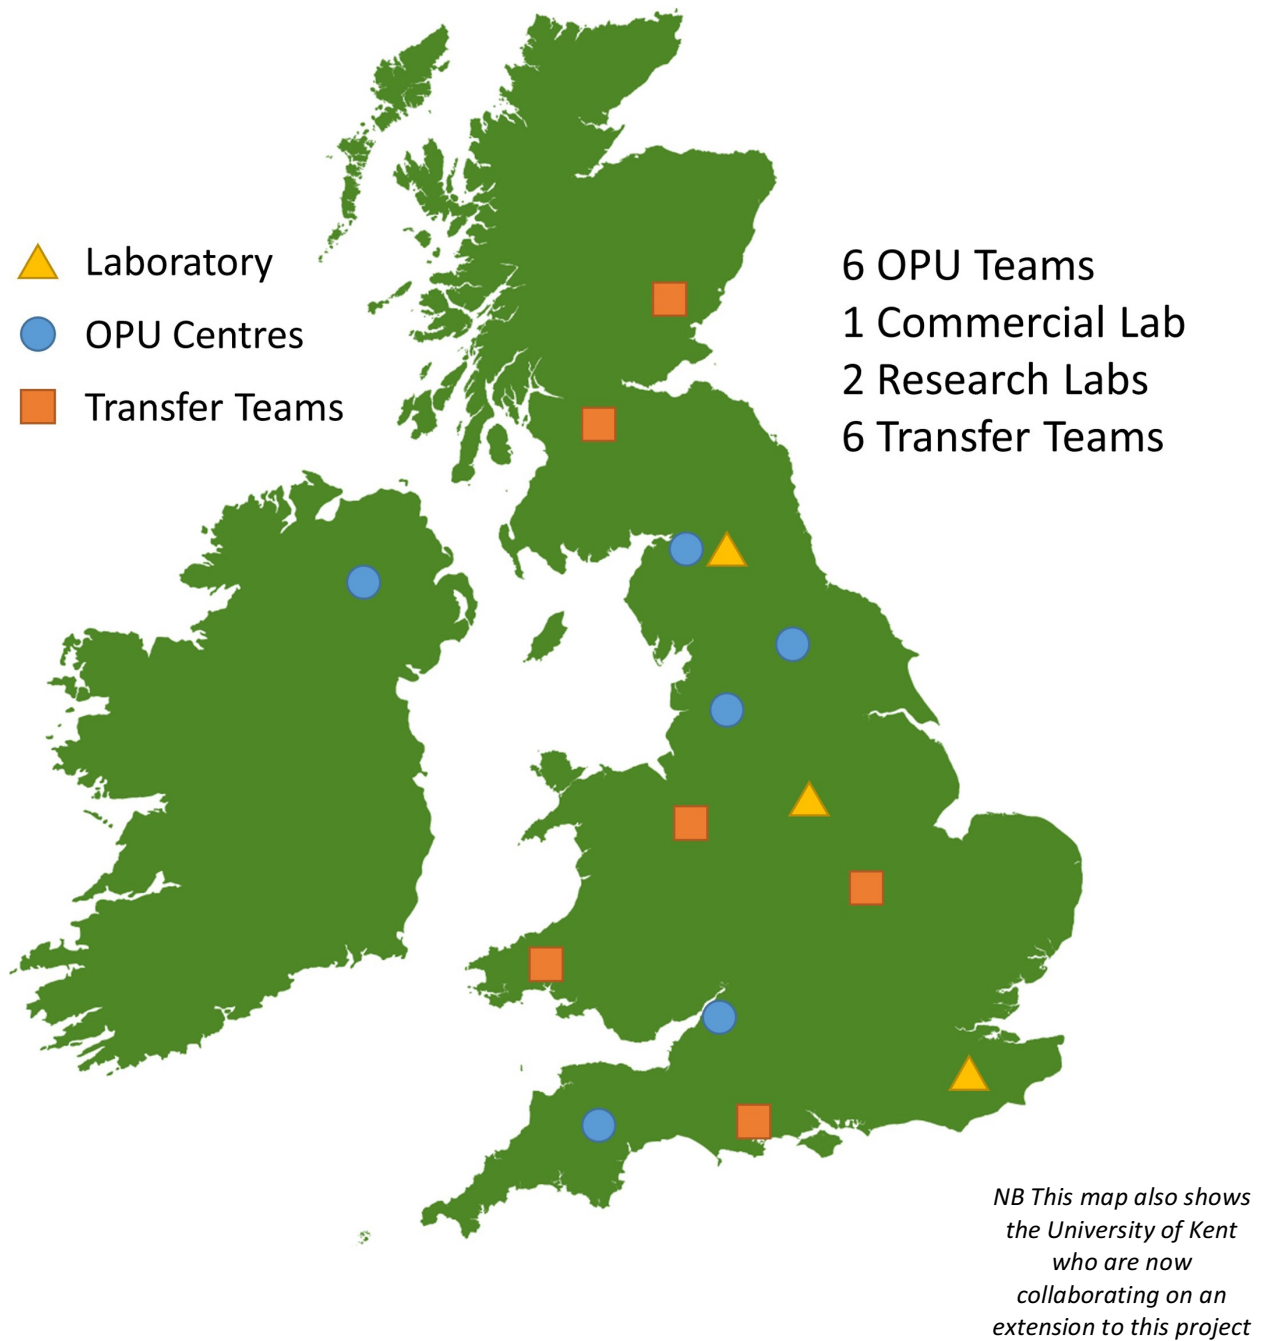 Laboratory
OPU Centres
Transfer Teams
6 OPU Teams
1 Commercial Lab
2 Research Labs
6 Transfer Teams
NB This map also shows
the University of Kent
who are now
collaborating on an
extension to this project